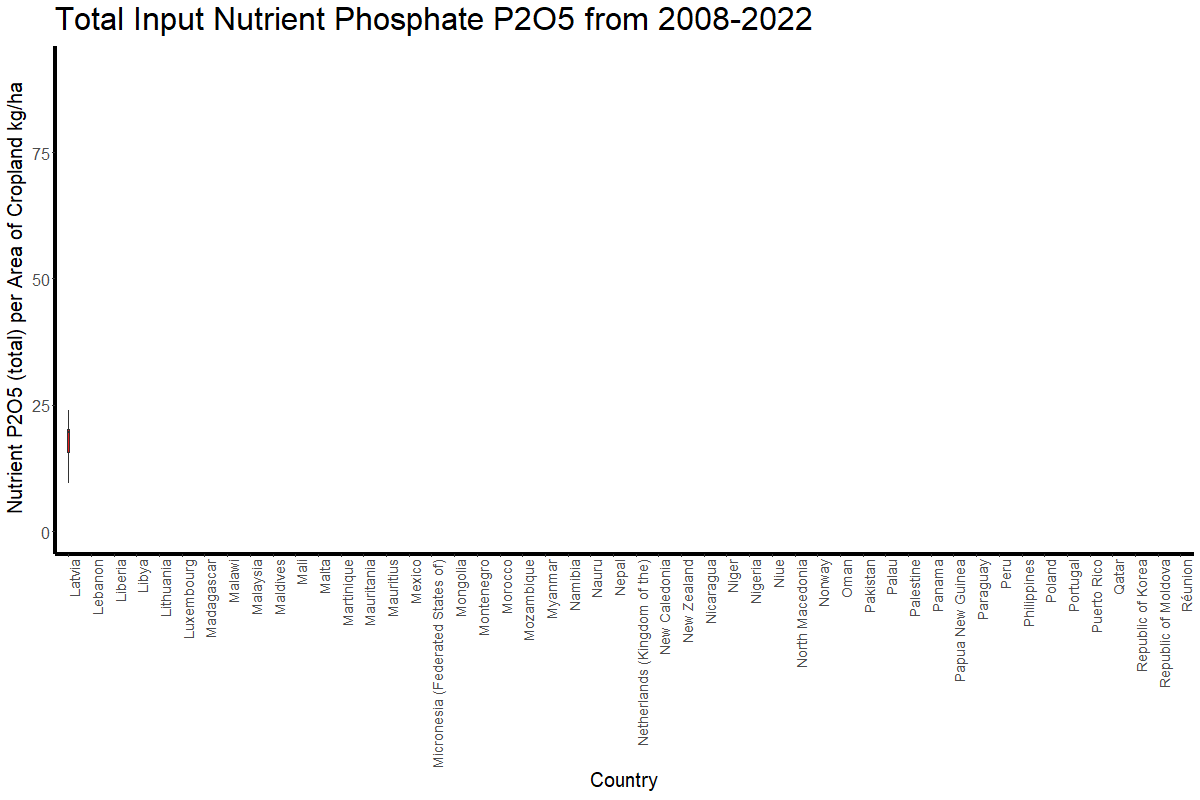 Total Input Nutrient Phosphate P2O5 from 2008-2022
Nutrient P2O5 (total) per Area of Cropland kg/ha
75
50
25
0
Latvia
Lebanon
Liberia
Libya
Lithuania
Luxembourg
Madagascar
Malawi
Malaysia
Maldives
Mali
Malta
Martinique
Mauritania
Mauritius
Mexico
Micronesia (Federated States of)
Mongolia
Montenegro
Morocco
Mozambique
Myanmar
Namibia
Nauru
Nepal
Netherlands (Kingdom of the)
New Caledonia
New Zealand
Nicaragua
Niger
Nigeria
Niue
North Macedonia
Norway
Oman
Pakistan
Palau
Palestine
Panama
Papua New Guinea
Paraguay
Peru
Philippines
Poland
Portugal
Puerto Rico
Qatar
Republic of Korea
Republic of Moldova
Réunion
Country